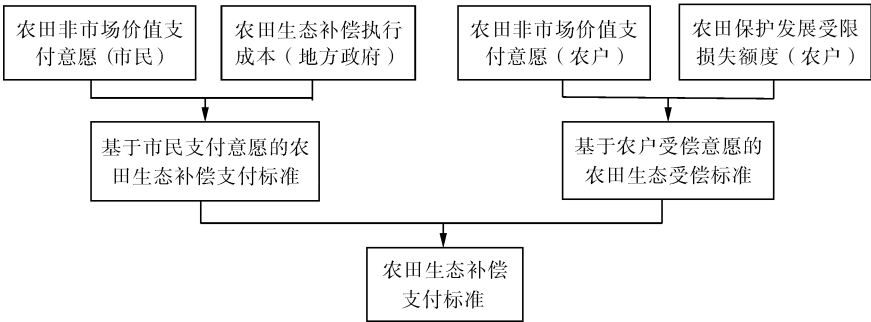 农田非市场价值支
付意愿(市民)
农田生态补偿执行
成本(地方政府)
农田非市场价值支
付意愿(农户)
农田保护发展受限
损失额度(农户)
基于市民支付意愿的农
田生态补偿支付标准
基于农户受偿意愿的
农田生态受偿标准
农田生态补偿
支付标准